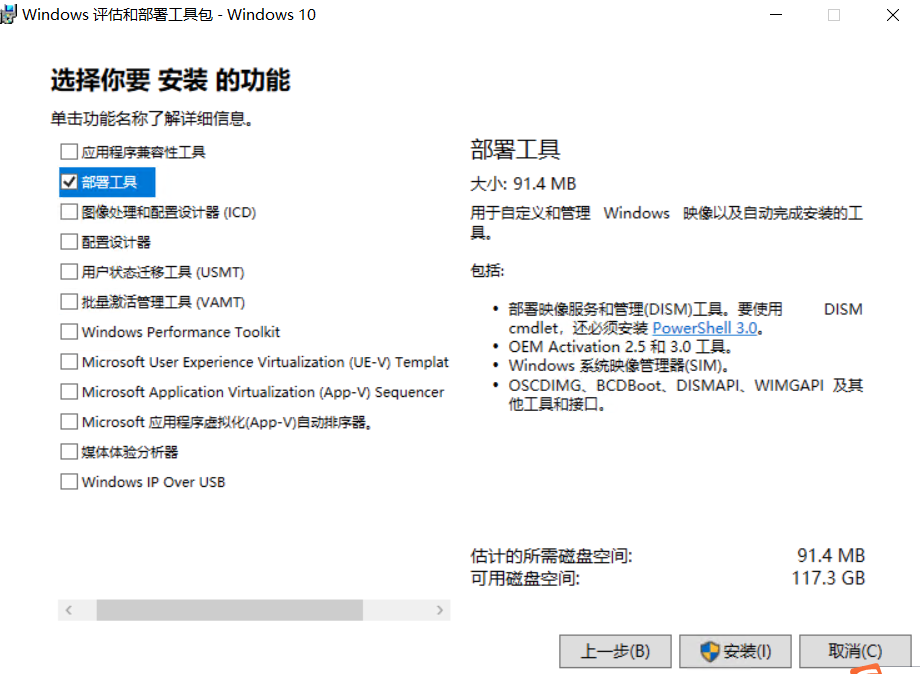 Windows 评估和部署工具包 - Windows 10
选择你要 安装 的功能
单击功能名称了解详细信息。
应用程序兼容性工具
部署工具
图像处理和配置设计器 (ICD)
配置设计器
用户状态迁移工具 (USMT)
批量激活管理工具 (VAMT)
Windows Performance Toolkit
Microsoft User Experience Virtualization (UE-V) Templat
Microsoft Application Virtualization (App-V) Sequencer
Microsoft 应用程序虚拟化(App-V)自动排序器。
媒体体验分析器
Windows IP Over USB
部署工具
大小: 91.4 MB
用于自定义和管理 Windows 映像以及自动完成安装的工
具。
包括:
• 部署映像服务和管理(DISM)工具。要使用 DISM
cmdlet，还必须安装 PowerShell 3.0。
• OEM Activation 2.5 和 3.0 工具。
• Windows 系统映像管理器(SIM)。
• OSCDIMG、BCDBoot、DISMAPI、WIMGAPI 及其
他工具和接口。
估计的所需磁盘空间: 91.4 MB
可用磁盘空间: 117.3 GB
上一步(B) 安装(I) 取消(C)